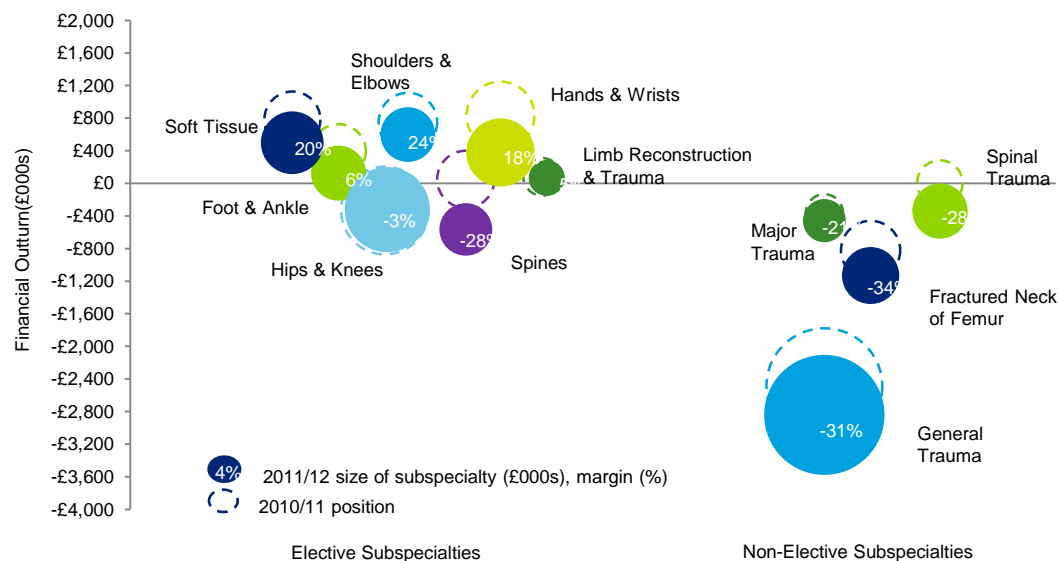 £2,000
£1,600
£1,200
£800
£400
£0
-£400
-£800
-£1,200
-£1,600
-£2,000
-£2,400
-£2,800
-£3,200
-£3,600
-£4,000
Financial Outturn(£000s)
Soft Tissue
20%
Foot & Ankle
6%
Shoulders &
Elbows
24%
Hips & Knees
-3%
Spines
-28%
Hands & Wrists
18%
Limb Reconstruction
& Trauma
Major
Trauma
-21
Fractured Neck
of Femur
-34%
Spinal
Trauma
-28
General
Trauma
-31%
4%
2011/12 size of subspecialty (£000s), margin (%)
2010/11 position
Elective Subspecialties
Non-Elective Subspecialties